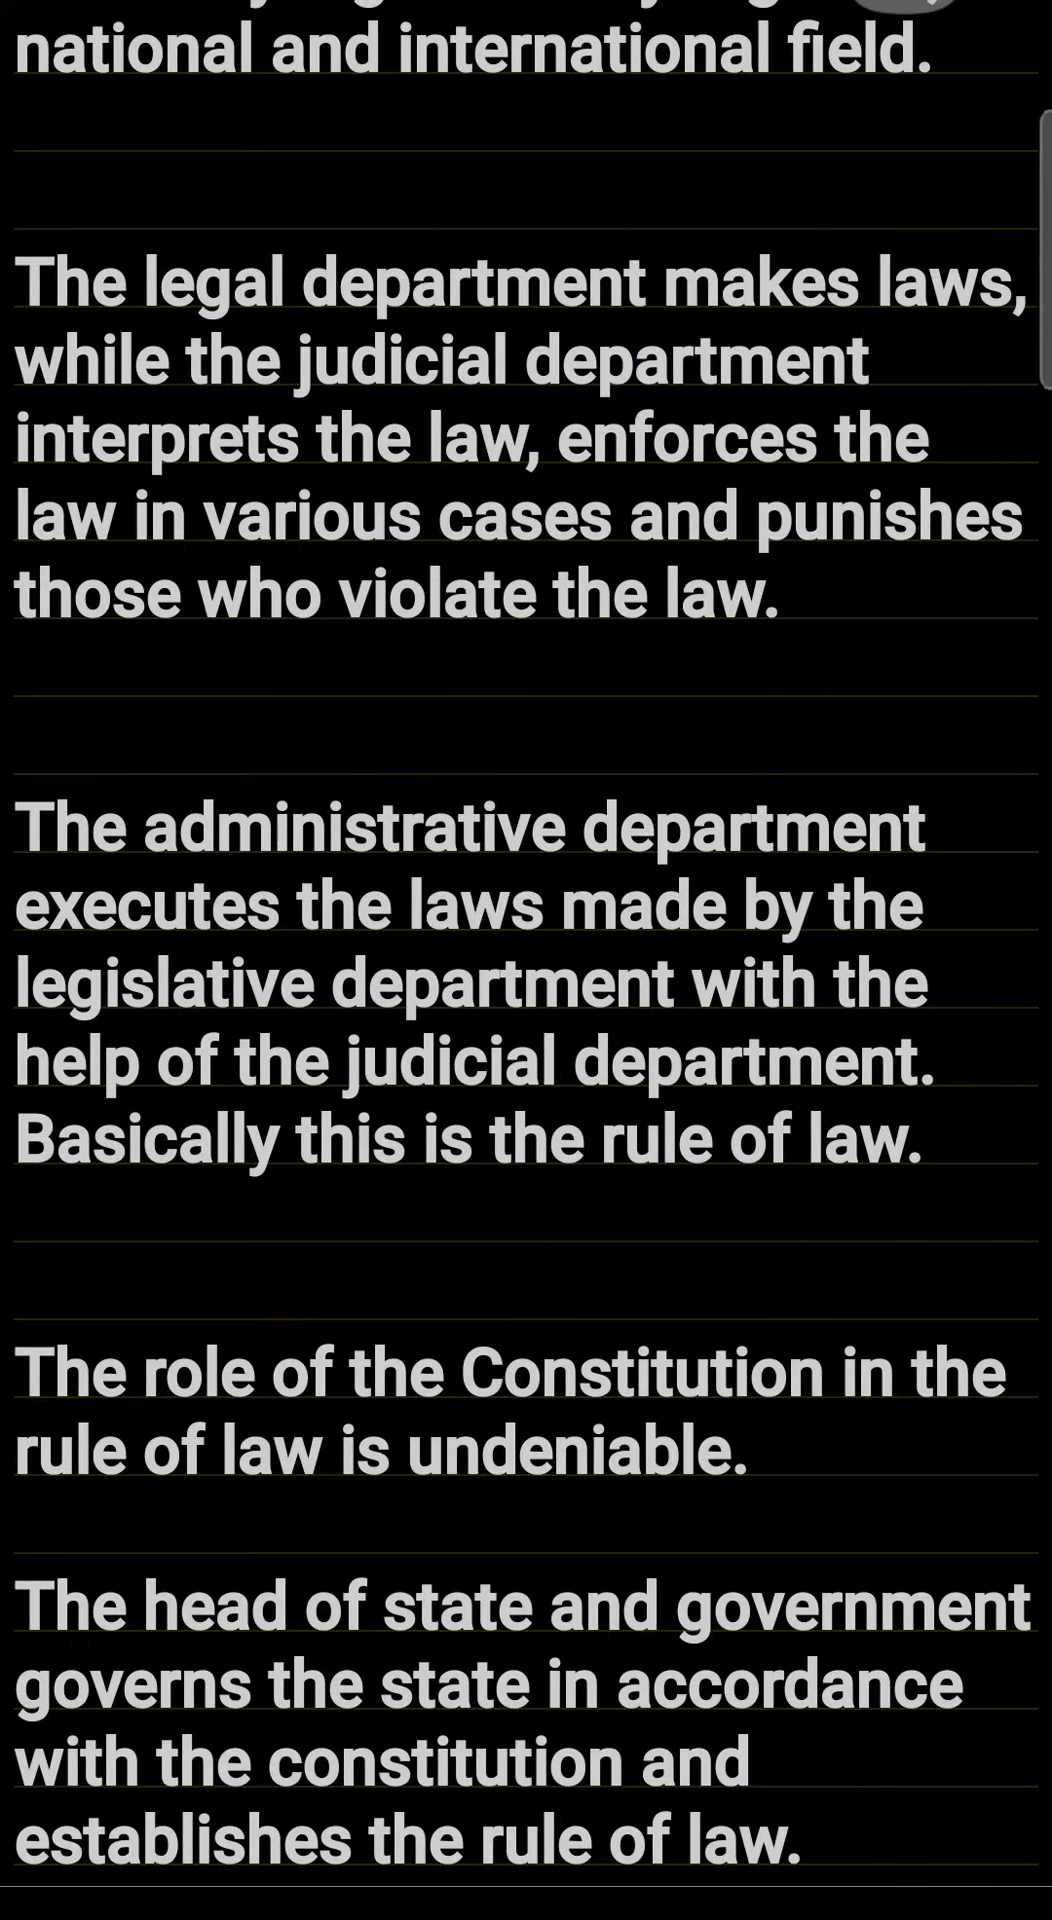 national and international field.
The legal department makes laws,
while the judicial department
interprets the law, enforces the
law in various cases and punishes
those who violate the law.
The administrative department
executes the laws made by the
legislative department with the
help of the judicial department.
Basically this is the rule of law.
The role of the Constitution in the
rule of law is undeniable.
The head of state and government
governs the state in accordance
with the constitution and
establishes the rule of law.